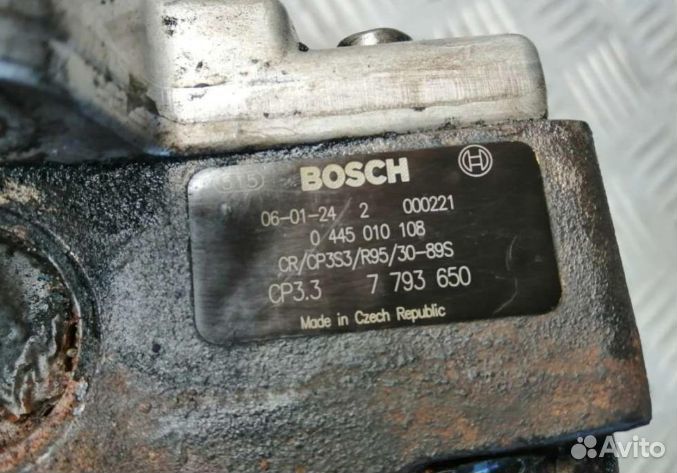 BOSCH
06-01-24 2 000221
0 445 010 108
CR/CP3S3/R95/30-89S
CP3.3 7 793 650
Made in Czech Republic
Avito